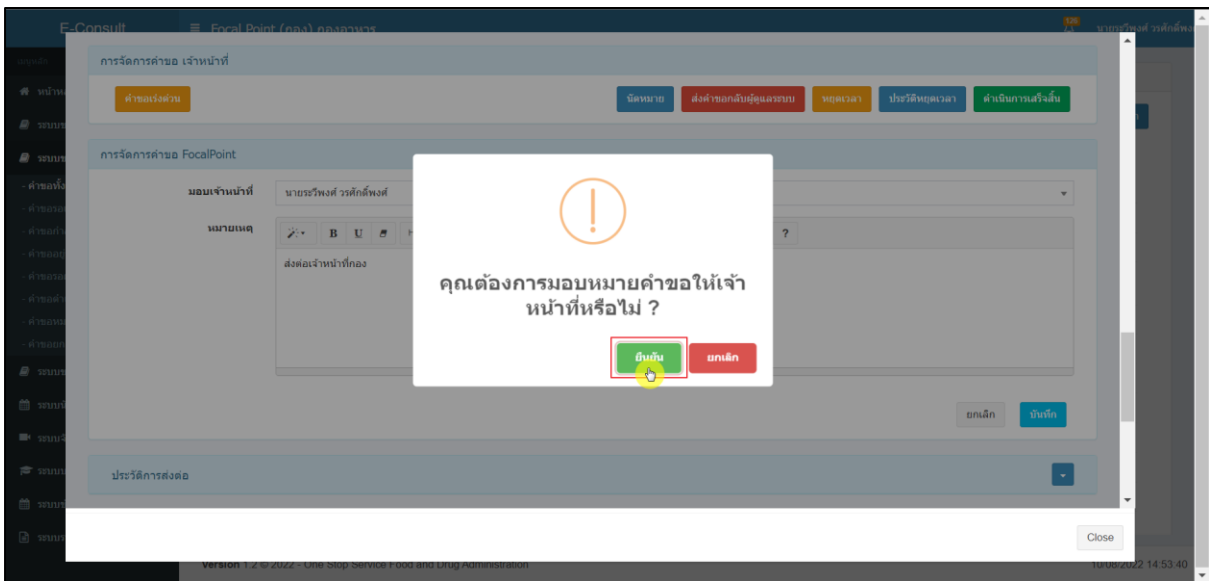 E-Consult
Focal Point (กอง) กองอาหาร
การจัดการคำขอ เจ้าหน้าที่
คำขอเร่งด่วน นัดหมาย ส่งคำขอกลับผู้ดูแลระบบ หยุดเวลา ประวัติหยุดเวลา ดำเนินการเสร็จสิ้น
การจัดการคำขอ FocalPoint
มอบเจ้าหน้าที่ นายระวีพงศ์ วรศักดิ์พงศ์
หมายเหตุ
B U ?
ส่งต่อเจ้าหน้าที่กอง
คุณต้องการมอบหมายคำขอให้เจ้า
หน้าที่หรือไม่ ?
ยืนยัน ยกเลิก
ยกเลิก บันทึก
ประวัติการส่งต่อ
Close
Version 1.2 © 2022 - One Stop Service Food and Drug Administration
10/08/2022 14:53:40